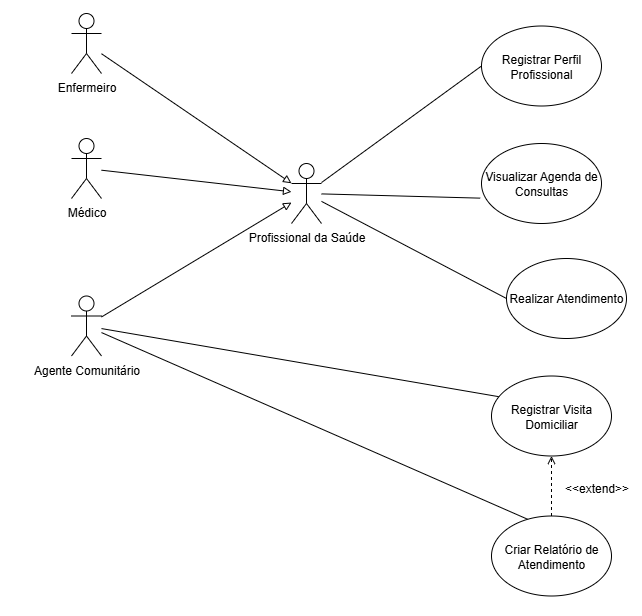 Enfermeiro
Registrar Perfil
Profissional
Médico
Visualizar Agenda de
Consultas
Profissional da Saúde
Realizar Atendimento
Agente Comunitário
Registrar Visita
Domiciliar
<<extend>>
Criar Relatório de
Atendimento